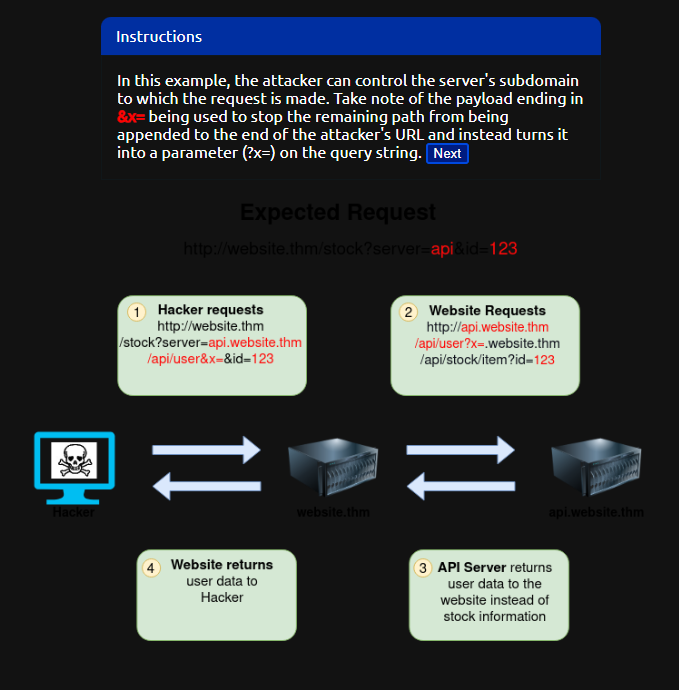 Instructions
In this example, the attacker can control the server's subdomain
to which the request is made. Take note of the payload ending in
&x= being used to stop the remaining path from being
appended to the end of the attacker's URL and instead turns it
into a parameter (?x=) on the query string. Next
Expected Request
http://website.thm/stock?server=api&id=123
1 Hacker requests
http://website.thm
/stock?server=api.website.thm
/api/user&x=&id=123
2 Website Requests
http://api.website.thm
/api/user?x=.website.thm
/api/stock/item?id=123
Hacker
website.thm
api.website.thm
4 Website returns
user data to
Hacker
3 API Server returns
user data to the
website instead of
stock information